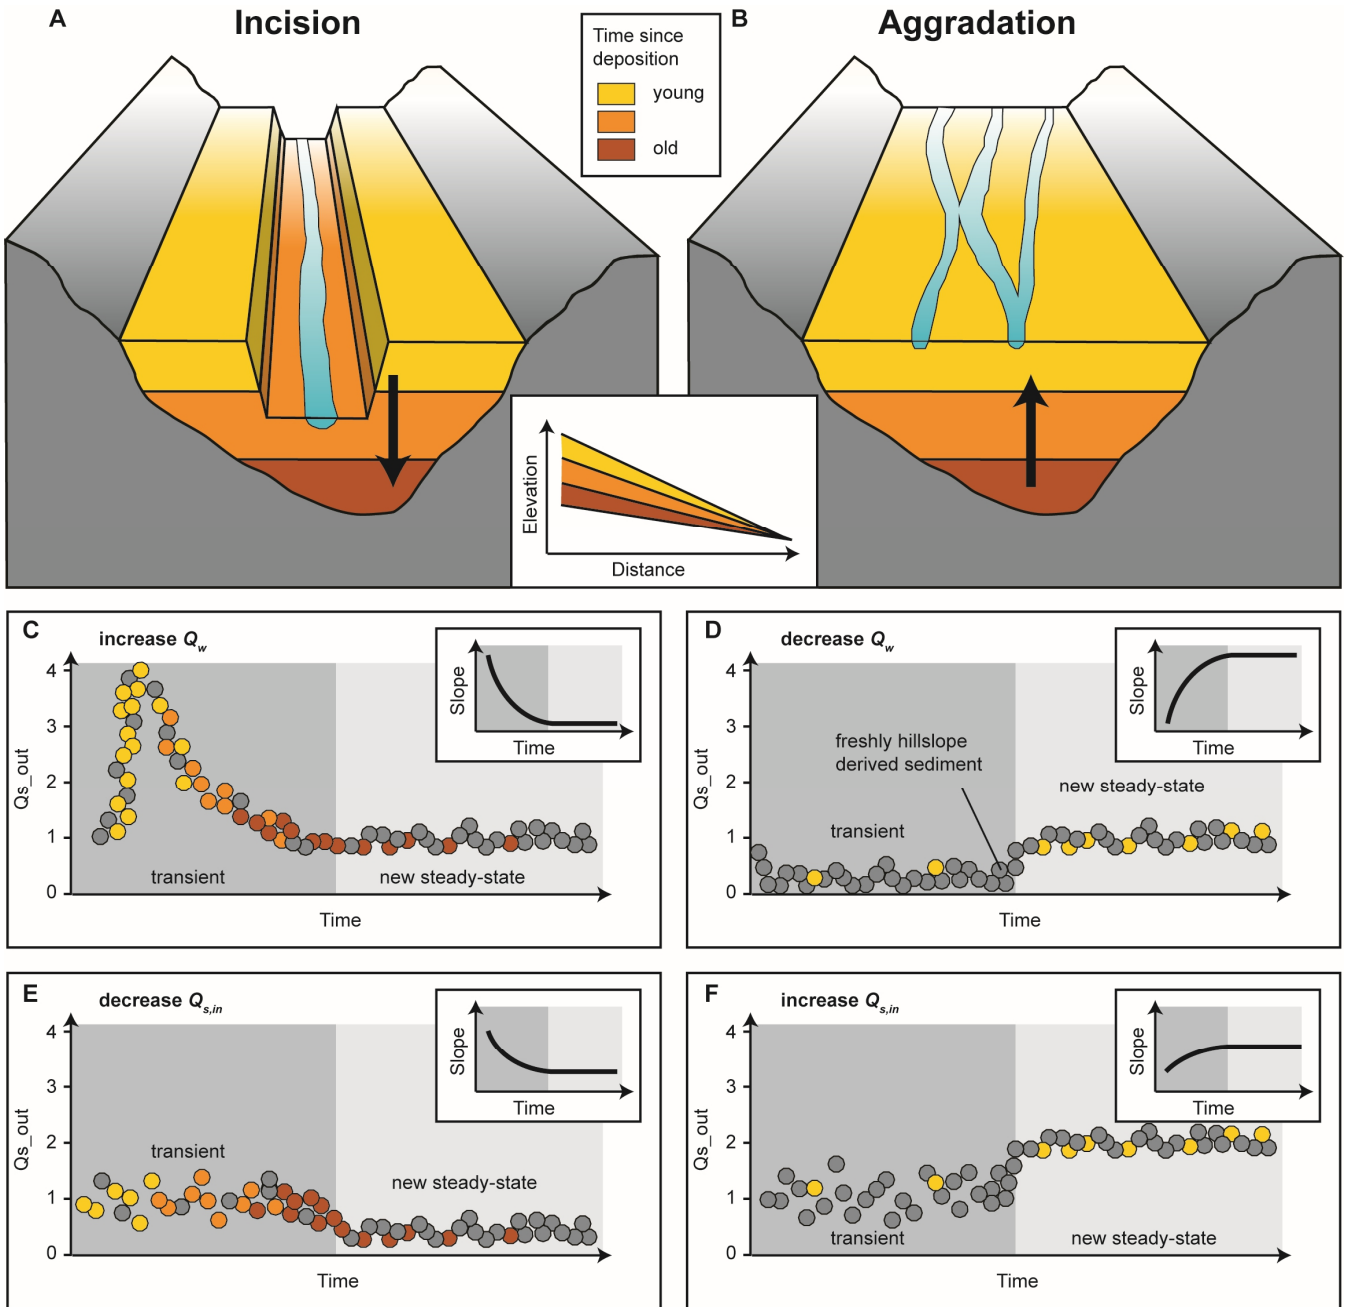 A
Incision
Time since
deposition
young
old
B
Aggradation
Elevation
Distance
C
increase Qw
4
3
2
1
0
Qs_out
transient
new steady-state
Time
Slope
Time
D
decrease Qw
4
3
2
1
0
Qs_out
freshly hillslope
derived sediment
transient
new steady-state
Time
Slope
Time
E
decrease Qs,in
4
3
2
1
0
Qs_out
transient
new steady-state
Time
Slope
Time
F
increase Qs,in
4
3
2
1
0
Qs_out
transient
new steady-state
Time
Slope
Time